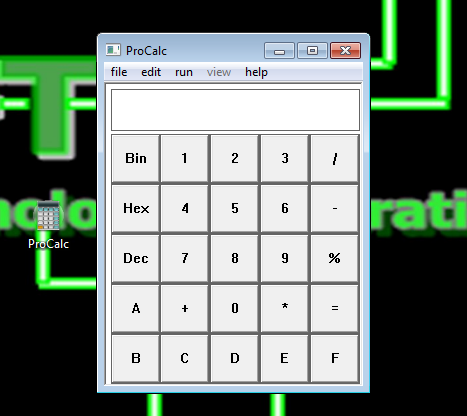 ProCalc
file edit run view help
Bin 1 2 3 /
Hex 4 5 6 -
Dec 7 8 9 %
A + 0 * =
B C D E F
ProCalc